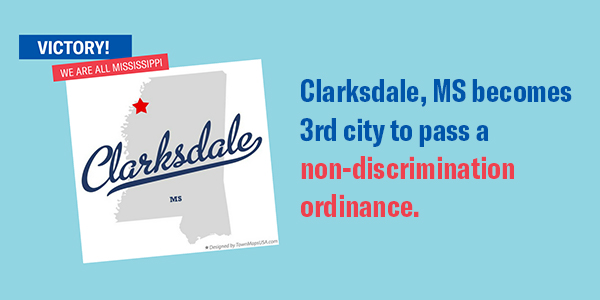 VICTORY!
WE ARE ALL MISSISSIPPI
Clarksdale
MS
Designed by TownMapsUSA.com
Clarksdale, MS becomes
3rd city to pass a
non-discrimination
ordinance.